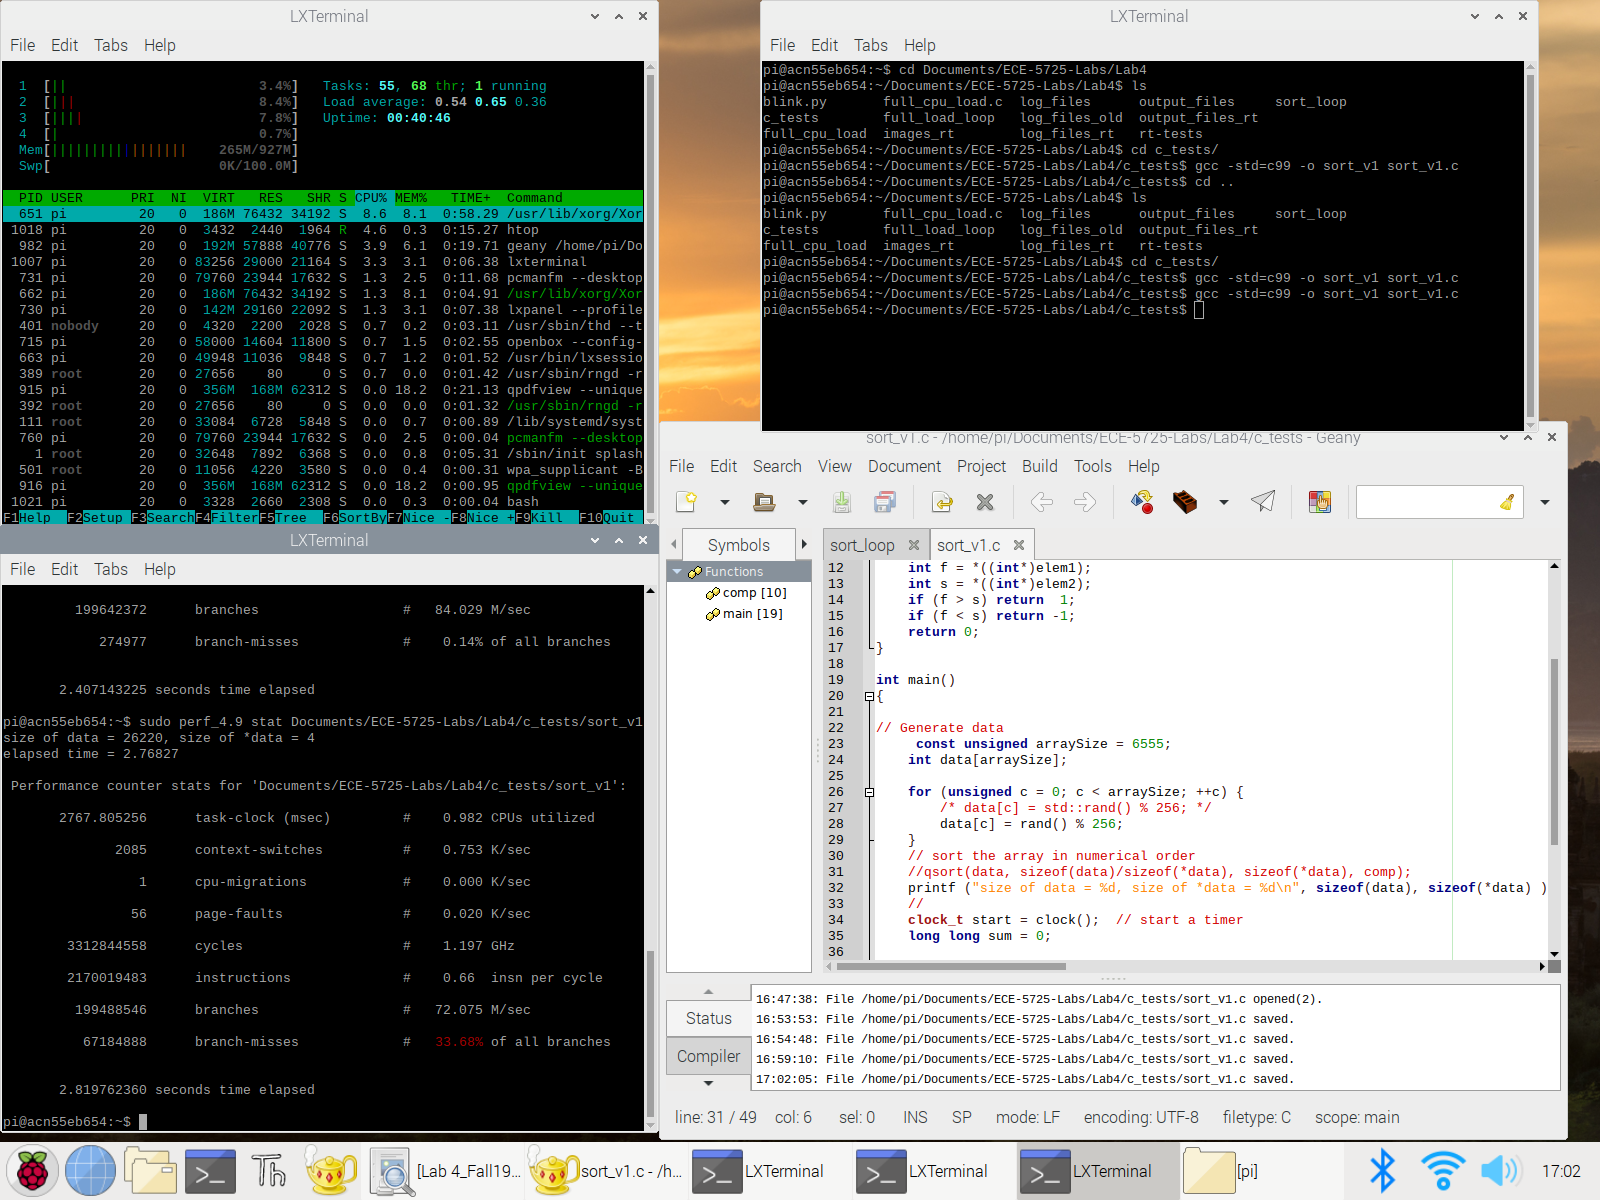 LXTerminal
File Edit Tabs Help
1 [|| 3.4%] Tasks: 55, 68 thr; 1 running
2 [||| 8.4%] Load average: 0.54 0.65 0.36
3 [|||| 7.8%] Uptime: 00:40:46
4 [| 0.7%]
Mem[||||||||||||||||| 265M/927M]
Swp[ 0K/100.0M]
PID USER PRI NI VIRT RES SHR S CPU% MEM% TIME+ Command
651 pi 20 0 186M 76432 34192 S 8.6 8.1 0:58.29 /usr/lib/xorg/Xor
1018 pi 20 0 3432 2440 1964 R 4.6 0.3 0:15.27 htop
982 pi 20 0 192M 57888 40776 S 3.9 6.1 0:19.71 geany /home/pi/Do
1007 pi 20 0 83256 29000 21164 S 3.3 3.1 0:06.38 lxterminal
731 pi 20 0 79760 23944 17632 S 1.3 2.5 0:11.68 pcmanfm --desktop
662 pi 20 0 186M 76432 34192 S 1.3 8.1 0:04.91 /usr/lib/xorg/Xor
730 pi 20 0 142M 29160 22092 S 1.3 3.1 0:07.38 lxpanel --profile
401 nobody 20 0 4320 2200 2028 S 0.7 0.2 0:03.11 /usr/sbin/thd --t
715 pi 20 0 58000 14604 11800 S 0.7 1.5 0:02.55 openbox --config-
663 pi 20 0 49948 11036 9848 S 0.7 1.2 0:01.52 /usr/bin/lxsessio
389 root 20 0 27656 80 0 S 0.7 0.0 0:01.42 /usr/sbin/rngd -r
915 pi 20 0 356M 168M 62312 S 0.0 18.2 0:21.13 qpdfview --unique
392 root 20 0 27656 80 0 S 0.0 0.0 0:01.32 /usr/sbin/rngd -r
111 root 20 0 33084 6728 5848 S 0.0 0.7 0:00.89 /lib/systemd/syst
760 pi 20 0 79760 23944 17632 S 0.0 2.5 0:00.04 pcmanfm --desktop
1 root 20 0 32648 7892 6368 S 0.0 0.8 0:05.31 /sbin/init splash
501 root 20 0 11056 4220 3580 S 0.0 0.4 0:00.31 wpa_supplicant -B
916 pi 20 0 356M 168M 62312 S 0.0 18.2 0:00.95 qpdfview --unique
1021 pi 20 0 3328 2660 2308 S 0.0 0.3 0:00.04 bash
F1Help F2Setup F3SearchF4FilterF5Tree F6SortByF7Nice -F8Nice +F9Kill F10Quit
LXTerminal
File Edit Tabs Help
199642372 branches # 84.029 M/sec
274977 branch-misses # 0.14% of all branches
2.407143225 seconds time elapsed
pi@acn55eb654:~$ sudo perf_4.9 stat Documents/ECE-5725-Labs/Lab4/c_tests/sort_v1
size of data = 26220, size of *data = 4
elapsed time = 2.76827
Performance counter stats for 'Documents/ECE-5725-Labs/Lab4/c_tests/sort_v1':
2767.805256 task-clock (msec) # 0.982 CPUs utilized
2085 context-switches # 0.753 K/sec
1 cpu-migrations # 0.000 K/sec
56 page-faults # 0.020 K/sec
3312844558 cycles # 1.197 GHz
2170019483 instructions # 0.66 insn per cycle
199488546 branches # 72.075 M/sec
67184888 branch-misses # 33.68% of all branches
2.819762360 seconds time elapsed
pi@acn55eb654:~$
LXTerminal
File Edit Tabs Help
pi@acn55eb654:~$ cd Documents/ECE-5725-Labs/Lab4
pi@acn55eb654:~/Documents/ECE-5725-Labs/Lab4$ ls
blink.py full_cpu_load.c log_files output_files sort_loop
c_tests full_load_loop log_files_old output_files_rt
full_cpu_load images_rt log_files_rt rt-tests
pi@acn55eb654:~/Documents/ECE-5725-Labs/Lab4$ cd c_tests/
pi@acn55eb654:~/Documents/ECE-5725-Labs/Lab4/c_tests$ gcc -std=c99 -o sort_v1 sort_v1.c
pi@acn55eb654:~/Documents/ECE-5725-Labs/Lab4/c_tests$ cd ..
pi@acn55eb654:~/Documents/ECE-5725-Labs/Lab4$ ls
blink.py full_cpu_load.c log_files output_files sort_loop
c_tests full_load_loop log_files_old output_files_rt
full_cpu_load images_rt log_files_rt rt-tests
pi@acn55eb654:~/Documents/ECE-5725-Labs/Lab4$ cd c_tests/
pi@acn55eb654:~/Documents/ECE-5725-Labs/Lab4/c_tests$ gcc -std=c99 -o sort_v1 sort_v1.c
pi@acn55eb654:~/Documents/ECE-5725-Labs/Lab4/c_tests$ gcc -std=c99 -o sort_v1 sort_v1.c
pi@acn55eb654:~/Documents/ECE-5725-Labs/Lab4/c_tests$
sort_v1.c - /home/pi/Documents/ECE-5725-Labs/Lab4/c_tests - Geany
File Edit Search View Document Project Build Tools Help
Symbols
Functions
comp [10]
main [19]
sort_loop sort_v1.c
12 int f = *((int*)elem1);
13 int s = *((int*)elem2);
14 if (f > s) return 1;
15 if (f < s) return -1;
16 return 0;
17 }
18
19 int main()
20 {
21
22 // Generate data
23 const unsigned arraySize = 6555;
24 int data[arraySize];
25
26 for (unsigned c = 0; c < arraySize; ++c) {
27 /* data[c] = std::rand() % 256; */
28 data[c] = rand() % 256;
29 }
30 // sort the array in numerical order
31 //qsort(data, sizeof(data)/sizeof(*data), sizeof(*data), comp);
32 printf ("size of data = %d, size of *data = %d\n", sizeof(data), sizeof(*data) )
33 //
34 clock_t start = clock(); // start a timer
35 long long sum = 0;
36
Status
Compiler
16:47:38: File /home/pi/Documents/ECE-5725-Labs/Lab4/c_tests/sort_v1.c opened(2).
16:53:53: File /home/pi/Documents/ECE-5725-Labs/Lab4/c_tests/sort_v1.c saved.
16:54:48: File /home/pi/Documents/ECE-5725-Labs/Lab4/c_tests/sort_v1.c saved.
16:59:10: File /home/pi/Documents/ECE-5725-Labs/Lab4/c_tests/sort_v1.c saved.
17:02:05: File /home/pi/Documents/ECE-5725-Labs/Lab4/c_tests/sort_v1.c saved.
line: 31 / 49 col: 6 sel: 0 INS SP mode: LF encoding: UTF-8 filetype: C scope: main
Th [Lab 4_Fall19... sort_v1.c - /h... LXTerminal LXTerminal LXTerminal [pi] 17:02